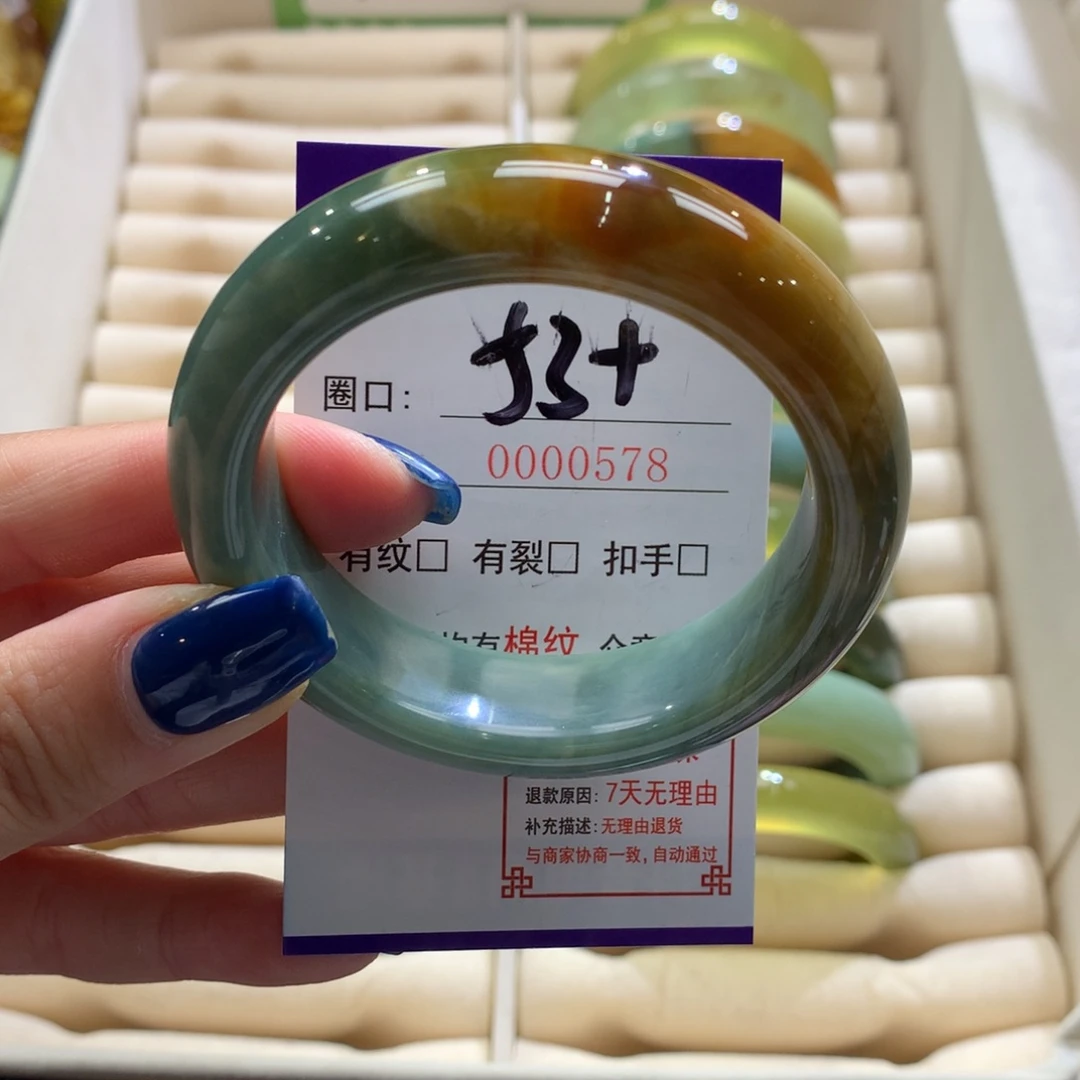 圈口: 53+
0000578
有纹□ 有裂□ 扣手□
有棉纹
退款原因: 7天无理由
补充描述: 无理由退货
与商家协商一致, 自动通过